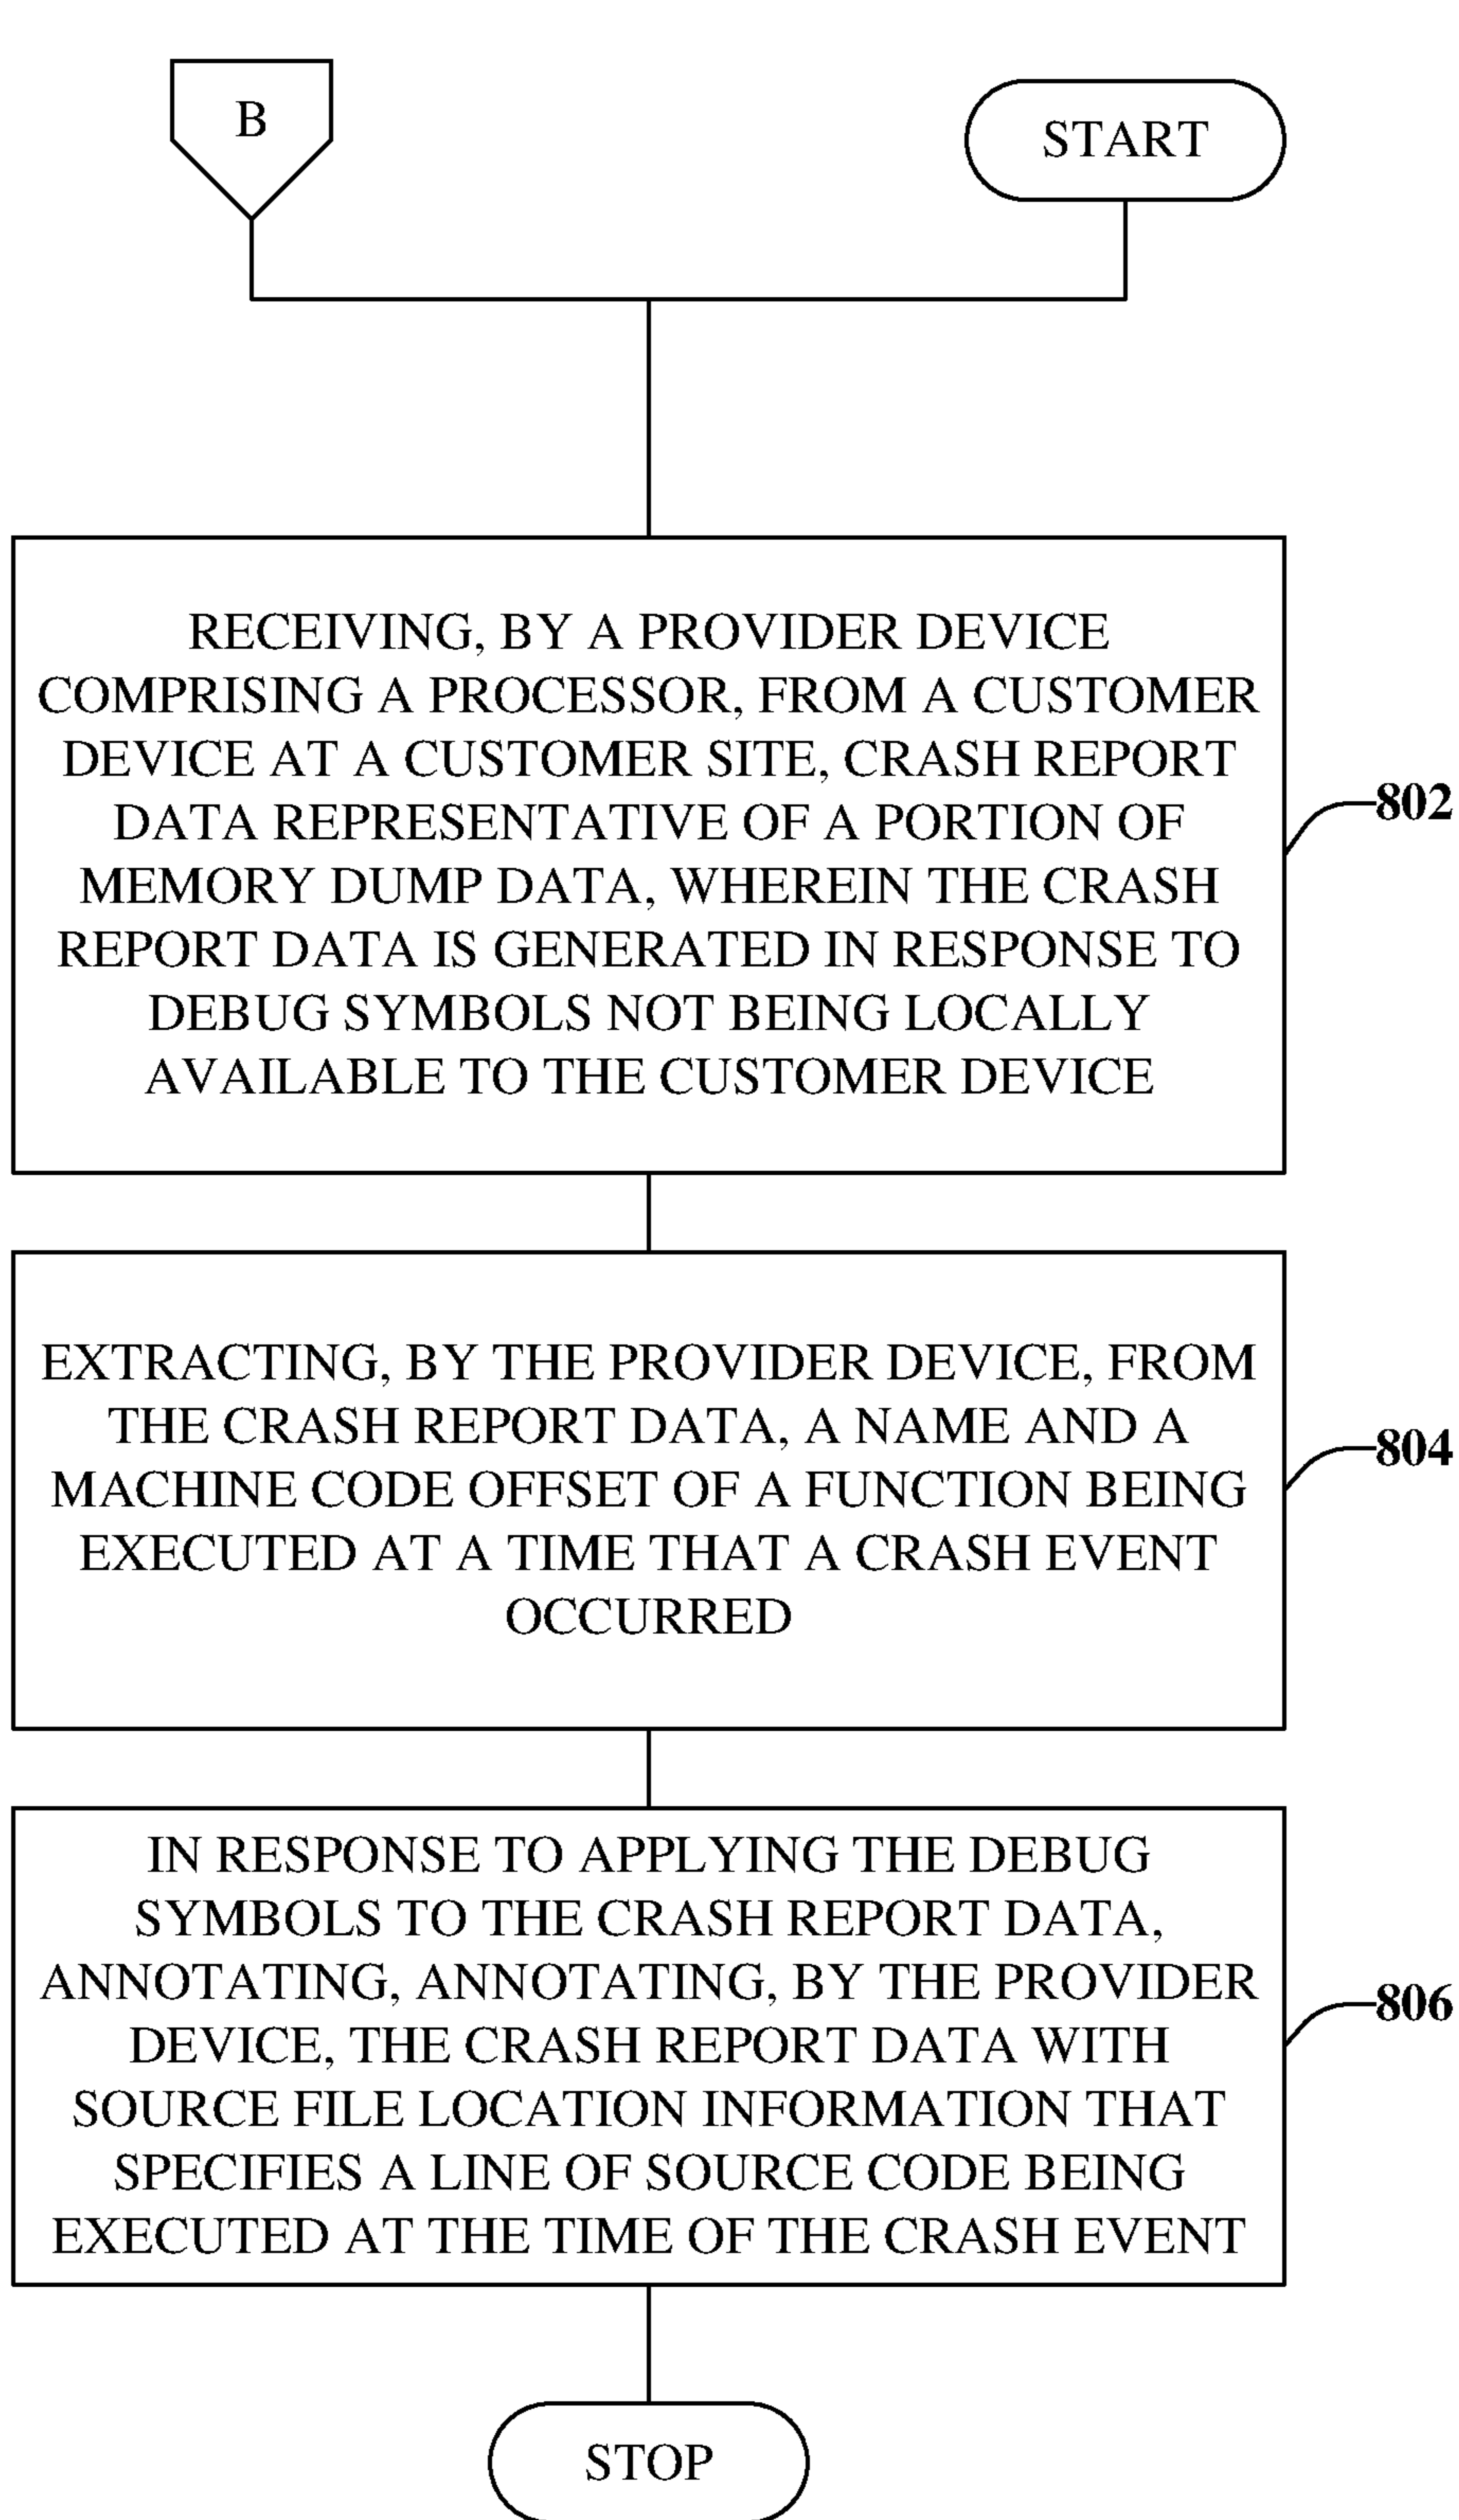 B
START
RECEIVING, BY A PROVIDER DEVICE
COMPRISING A PROCESSOR, FROM A CUSTOMER
DEVICE AT A CUSTOMER SITE, CRASH REPORT
DATA REPRESENTATIVE OF A PORTION OF
MEMORY DUMP DATA, WHEREIN THE CRASH
REPORT DATA IS GENERATED IN RESPONSE TO
DEBUG SYMBOLS NOT BEING LOCALLY
AVAILABLE TO THE CUSTOMER DEVICE
802
EXTRACTING, BY THE PROVIDER DEVICE, FROM
THE CRASH REPORT DATA, A NAME AND A
MACHINE CODE OFFSET OF A FUNCTION BEING
EXECUTED AT A TIME THAT A CRASH EVENT
OCCURRED
804
IN RESPONSE TO APPLYING THE DEBUG
SYMBOLS TO THE CRASH REPORT DATA,
ANNOTATING, ANNOTATING, BY THE PROVIDER
DEVICE, THE CRASH REPORT DATA WITH
SOURCE FILE LOCATION INFORMATION THAT
SPECIFIES A LINE OF SOURCE CODE BEING
EXECUTED AT THE TIME OF THE CRASH EVENT
806
STOP